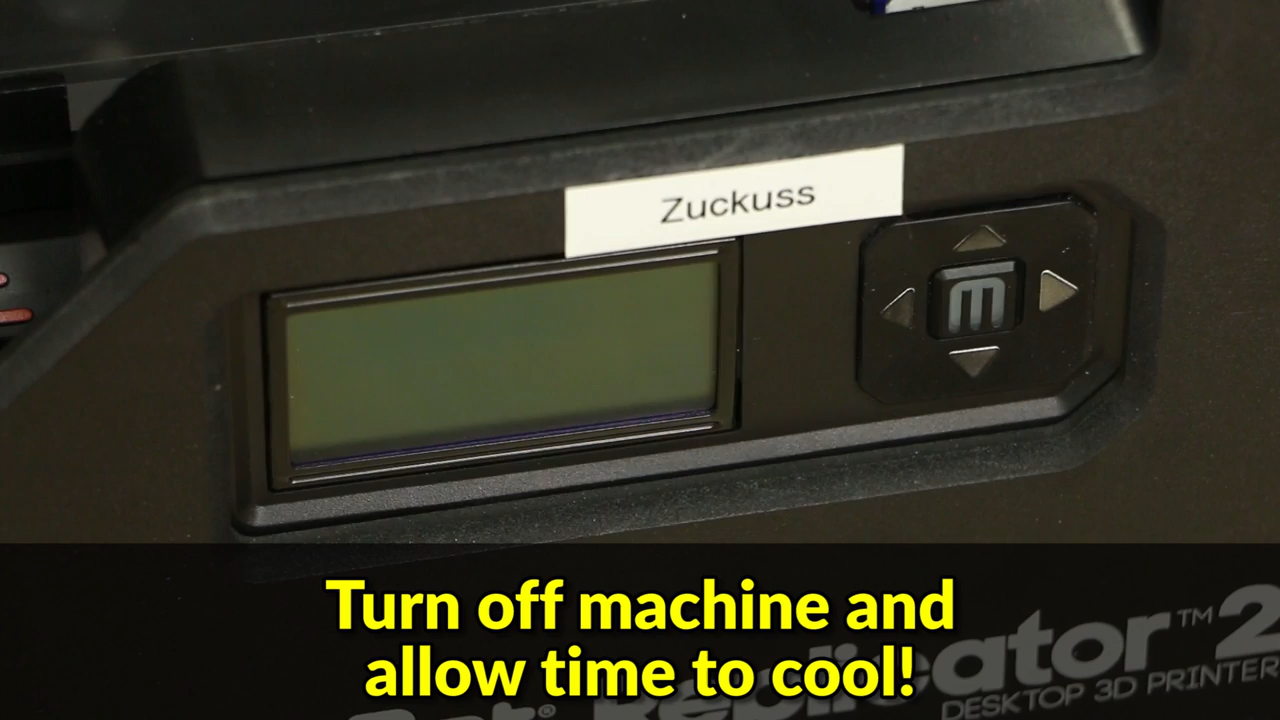 Zuckuss
Turn off machine and
allow time to cool!
Replicator™ 2
DESKTOP 3D PRINTER